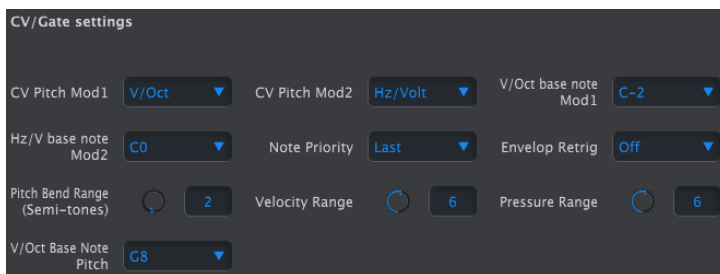 CV/Gate settings
CV Pitch Mod1 V/Oct CV Pitch Mod2 Hz/Volt V/Oct base note
Mod1 C-2
Hz/V base note
Mod2 C0 Note Priority Last Envelop Retrig Off
Pitch Bend Range
(Semi-tones) 2 Velocity Range 6 Pressure Range 6
V/Oct Base Note
Pitch G8